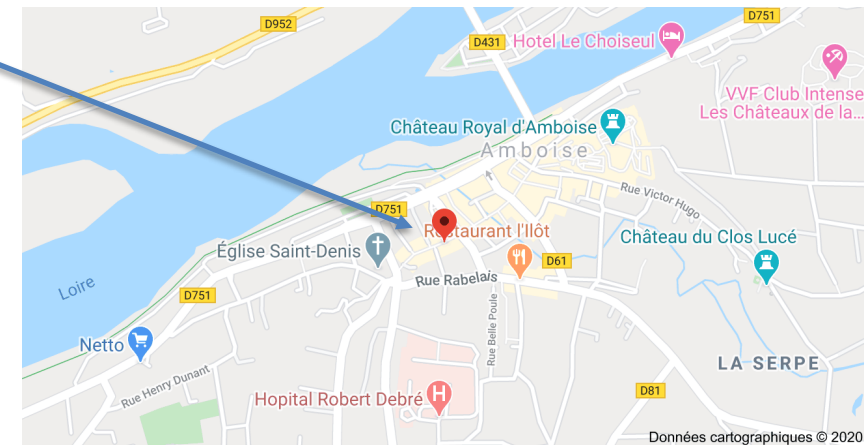 D952
D751
D431
Hotel Le Choiseul
VVF Club Intense
Les Châteaux de la...
Château Royal d'Amboise
Amboise
Rue Victor Hugo
D751
Restaurant l'Ilôt
Château du Clos Lucé
Église Saint-Denis
D61
Rue Rabelais
Loire
D751
Rue Belle Poule
Netto
LA SERPE
Rue Henry Dunant
Hopital Robert Debré
H
D81
Données cartographiques © 2020